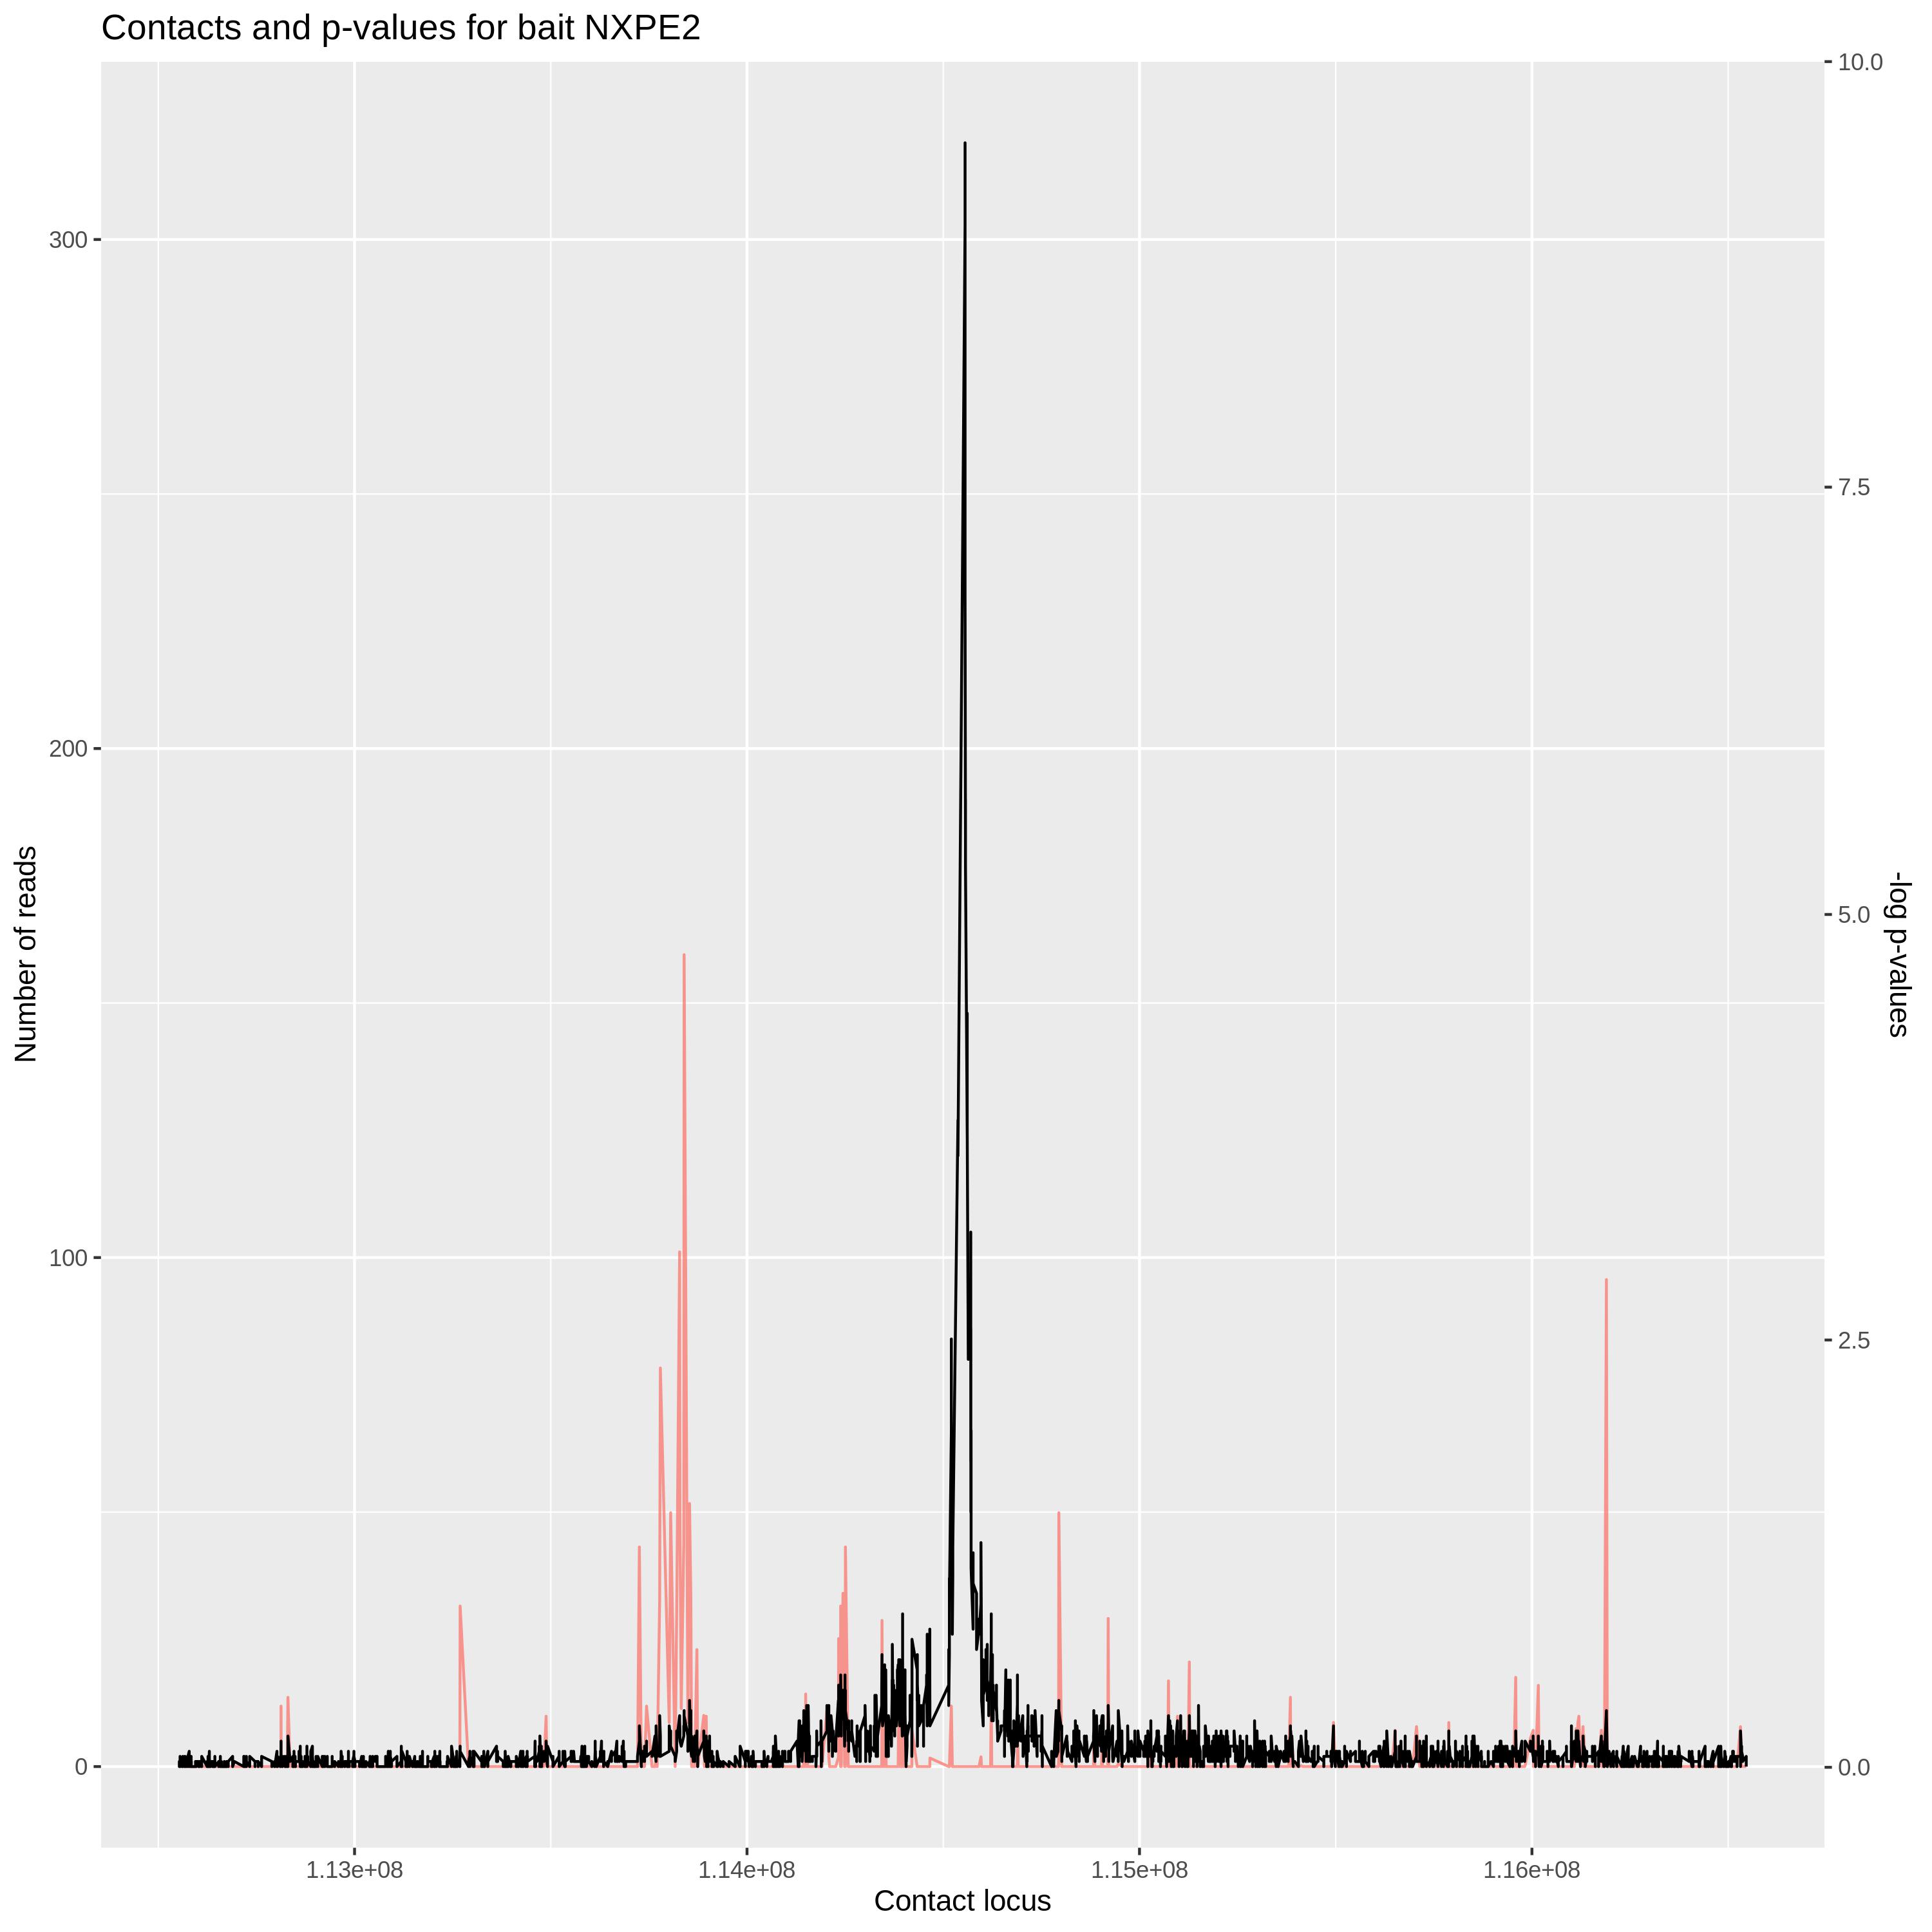 Contacts and p-values for bait NXPE2
10.0
300
7.5
200
5.0
Number of reads
-log p-values
100
2.5
0
0.0
1.13e+08
1.14e+08
1.15e+08
1.16e+08
Contact locus